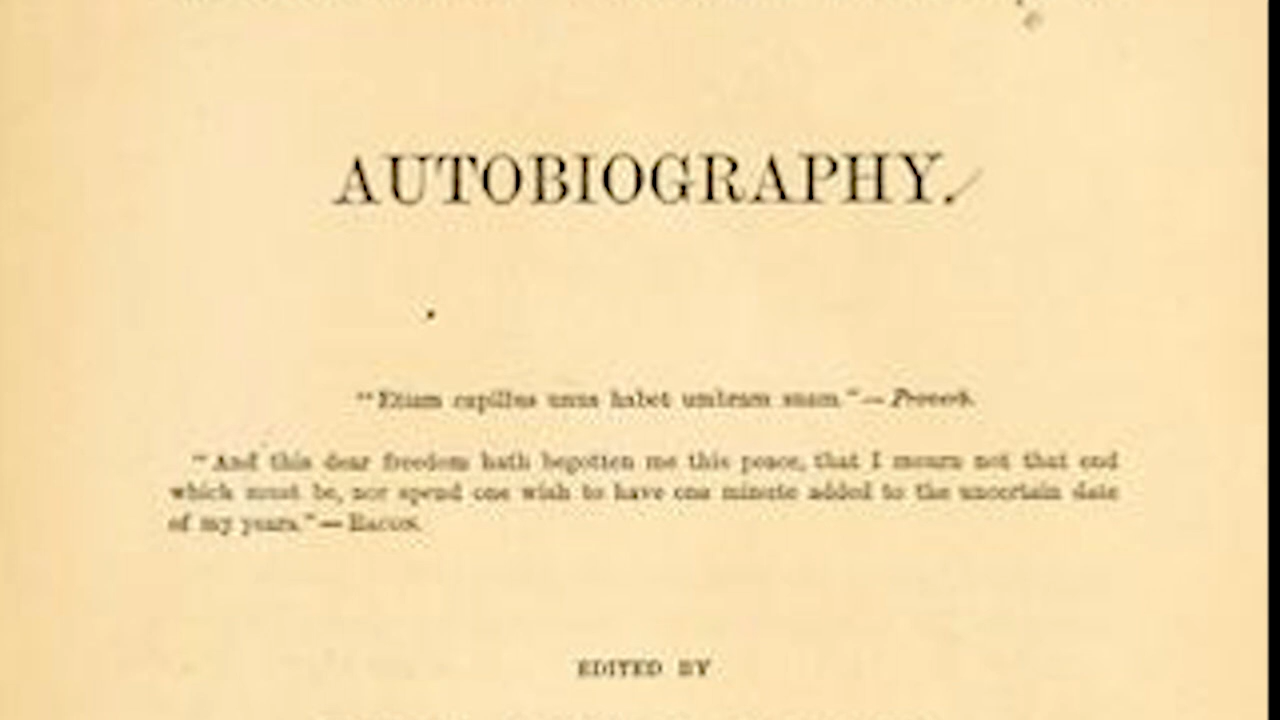 AUTOBIOGRAPHY.
"Etiam capillus unus habet umbram suam."—Proverb.
"And this dear freedom hath begotten me this peace, that I mourn not that end
which must be, nor spend one wish to have one minute added to the uncertain date
of my years."—BACON.
EDITED BY